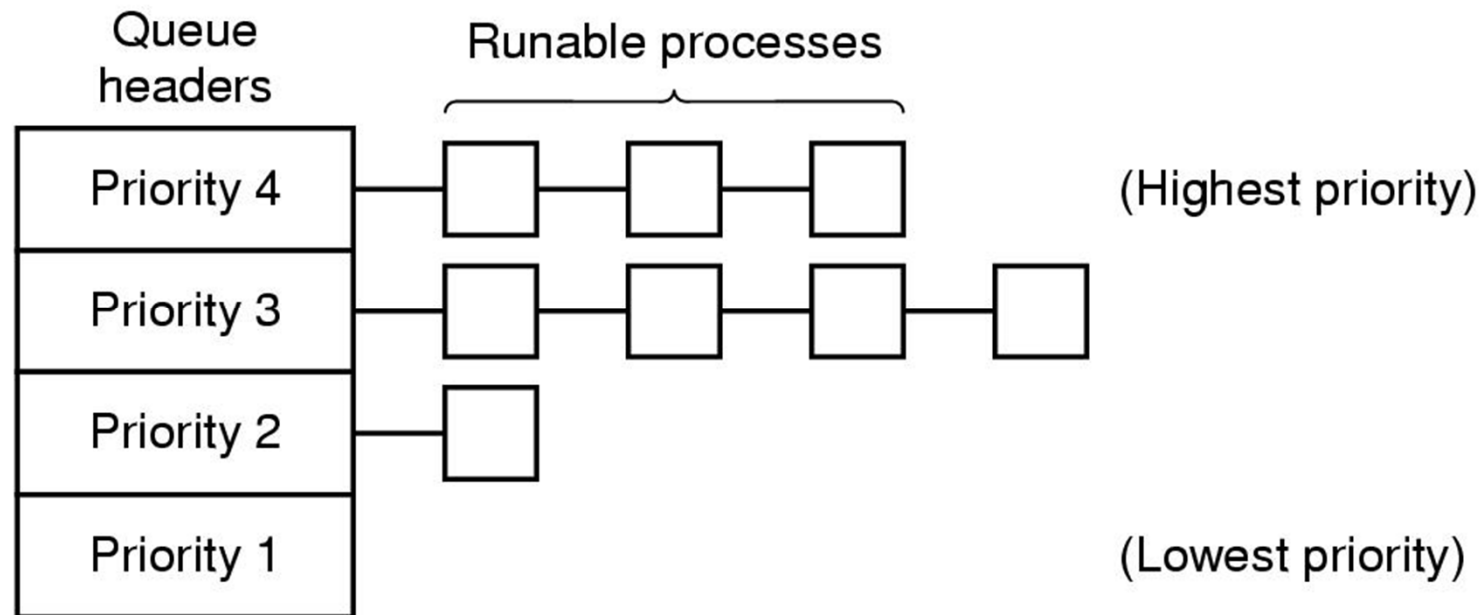 Queue
headers
Runable processes
Priority 4
(Highest priority)
Priority 3
Priority 2
Priority 1
(Lowest priority)